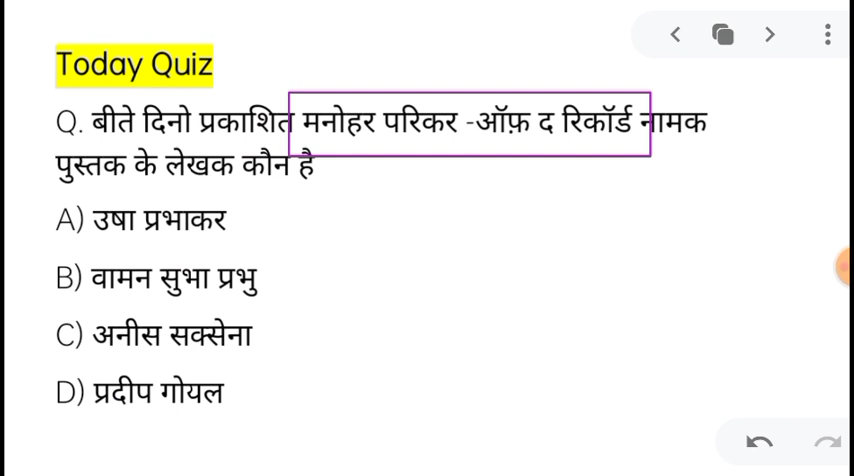 Today Quiz
Q. बीते दिनो प्रकाशित मनोहर परिकर -ऑफ़ द रिकॉर्ड नामक
पुस्तक के लेखक कौन है
A) उषा प्रभाकर
B) वामन सुभा प्रभु
C) अनीस सक्सेना
D) प्रदीप गोयल